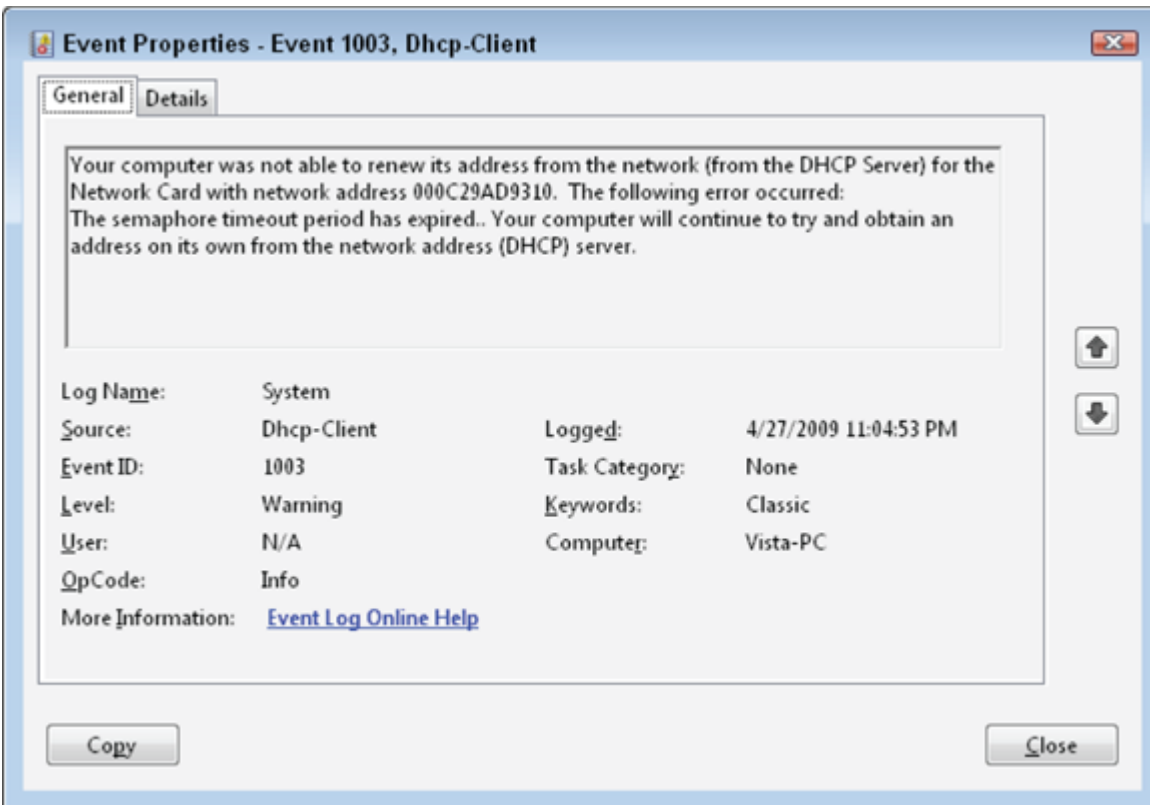 Event Properties - Event 1003, Dhcp-Client
General Details
Your computer was not able to renew its address from the network (from the DHCP Server) for the
Network Card with network address 000C29AD9310.  The following error occurred:
The semaphore timeout period has expired.. Your computer will continue to try and obtain an
address on its own from the network address (DHCP) server.
Log Name: System
Source: Dhcp-Client Logged: 4/27/2009 11:04:53 PM
Event ID: 1003 Task Category: None
Level: Warning Keywords: Classic
User: N/A Computer: Vista-PC
OpCode: Info
More Information: Event Log Online Help
Copy Close